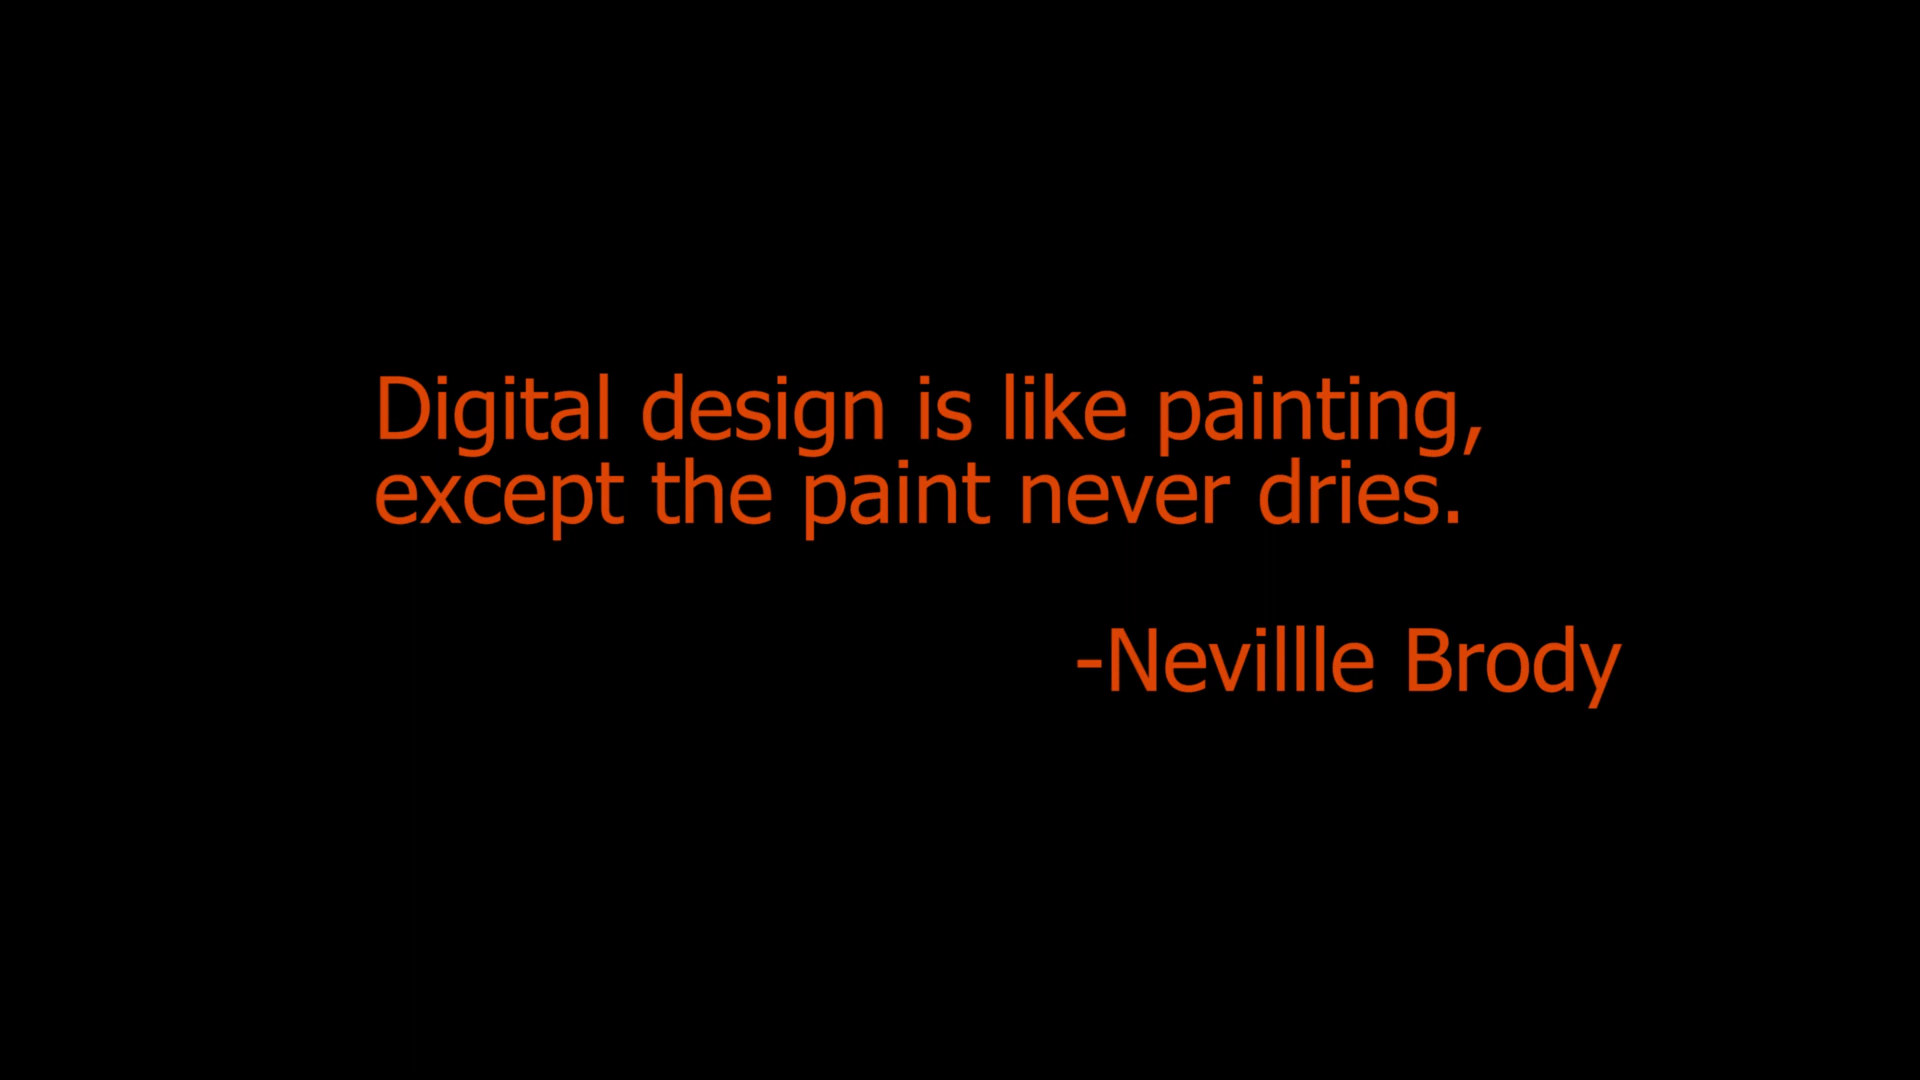 Digital design is like painting,
except the paint never dries.
-Nevillle Brody